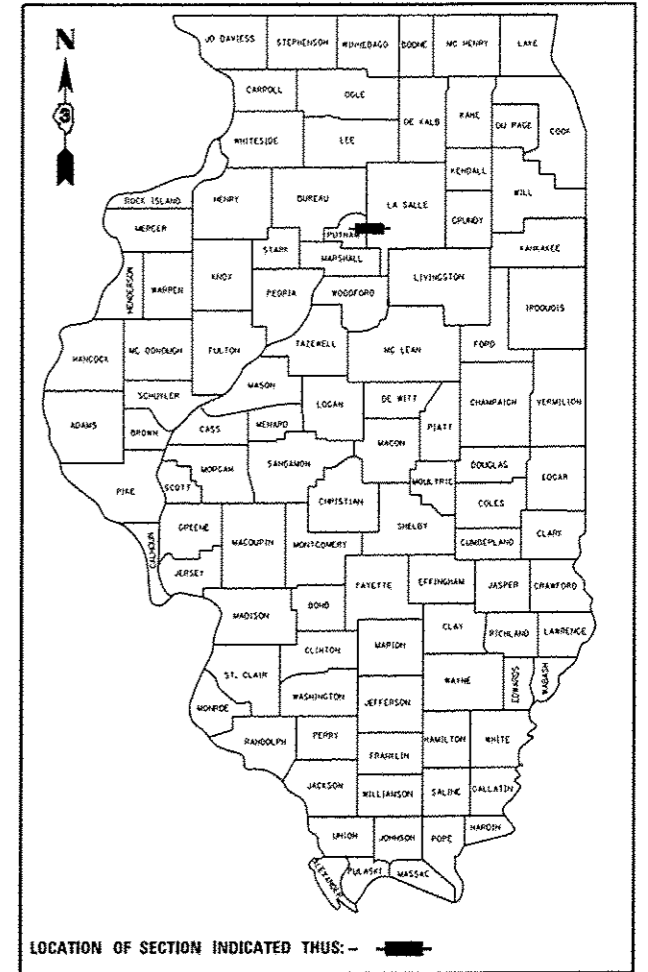 N
3
JO DAVIESS STEPHENSON WINNEBAGO BOONE MC HENRY LAKE
CARROLL OGLE DE KALB KANE DU PAGE COOK
WHITESIDE LEE
KENDALL WILL
ROCK ISLAND HENRY BUREAU LA SALLE GRUNDY
MERCER PUTNAM
STARK MARSHALL KANKAKEE
HENDERSON WARREN KNOX PEORIA WOODFORD LIVINGSTON IROQUOIS
HANCOCK MC DONOUGH FULTON TAZEWELL MC LEAN FORD
SCHUYLER MASON LOGAN DE WITT CHAMPAIGN VERMILION
ADAMS BROWN CASS MENARD MACON PIATT
MORGAN SANGAMON DOUGLAS EDGAR
PIKE SCOTT CHRISTIAN MOULTRIE COLES
CALHOUN GREENE MACOUPIN MONTGOMERY SHELBY CUMBERLAND CLARK
JERSEY FAYETTE EFFINGHAM JASPER CRAWFORD
MADISON BOND CLAY RICHLAND LAWRENCE
CLINTON MARION
ST. CLAIR WAYNE EDWARDS WABASH
MONROE WASHINGTON JEFFERSON
RANDOLPH PERRY HAMILTON WHITE
FRANKLIN
JACKSON WILLIAMSON SALINE GALLATIN
UNION JOHNSON POPE HARDIN
ALEXANDER PULASKI MASSAC
LOCATION OF SECTION INDICATED THUS: -